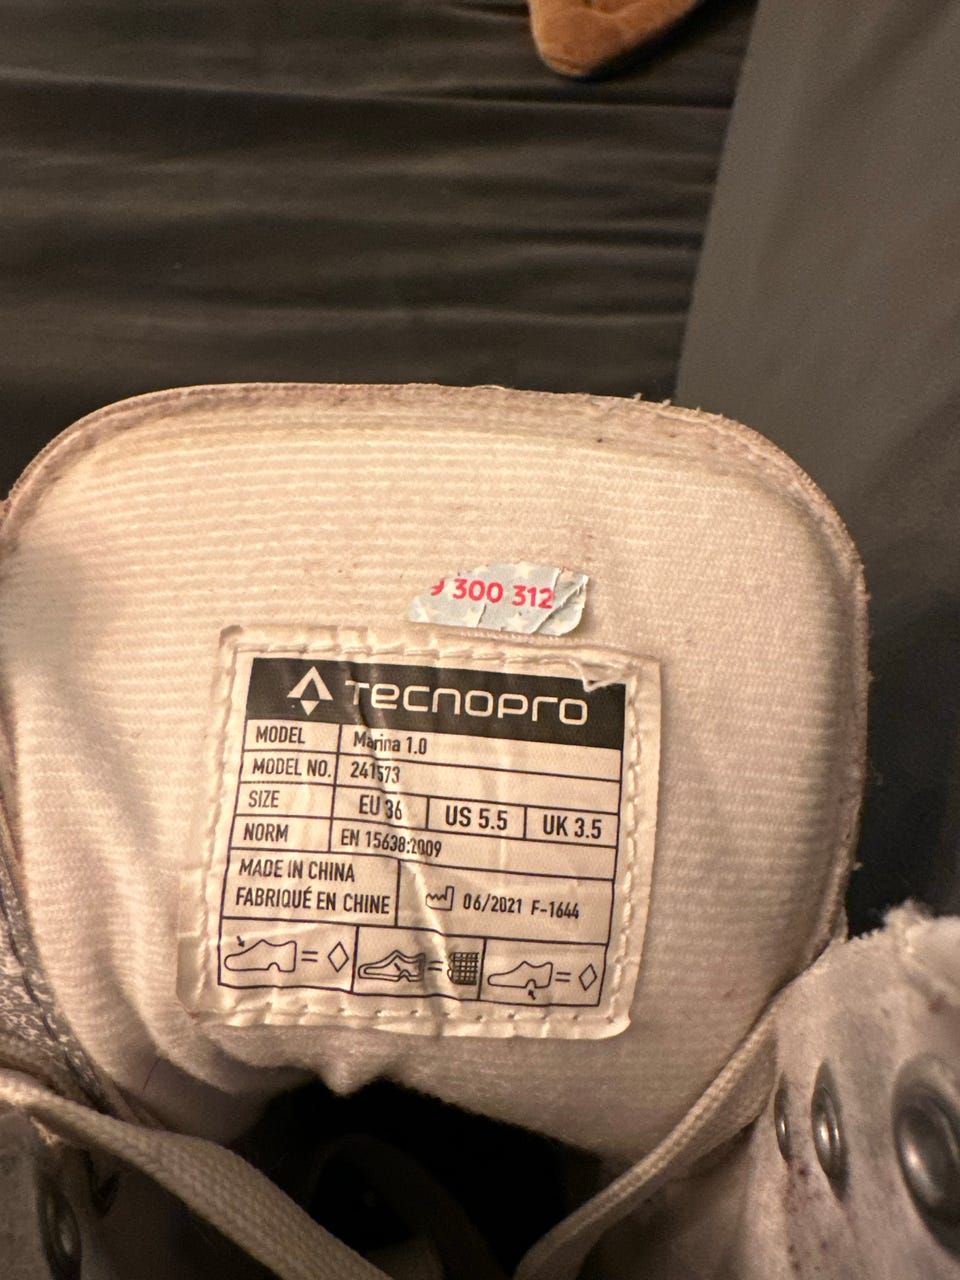 300 312
TECNOPRO
MODEL Marina 1.0
MODEL NO. 241573
SIZE EU 36 US 5.5 UK 3.5
NORM EN 15638:2009
MADE IN CHINA
FABRIQUÉ EN CHINE 06/2021 F-1644
= = =